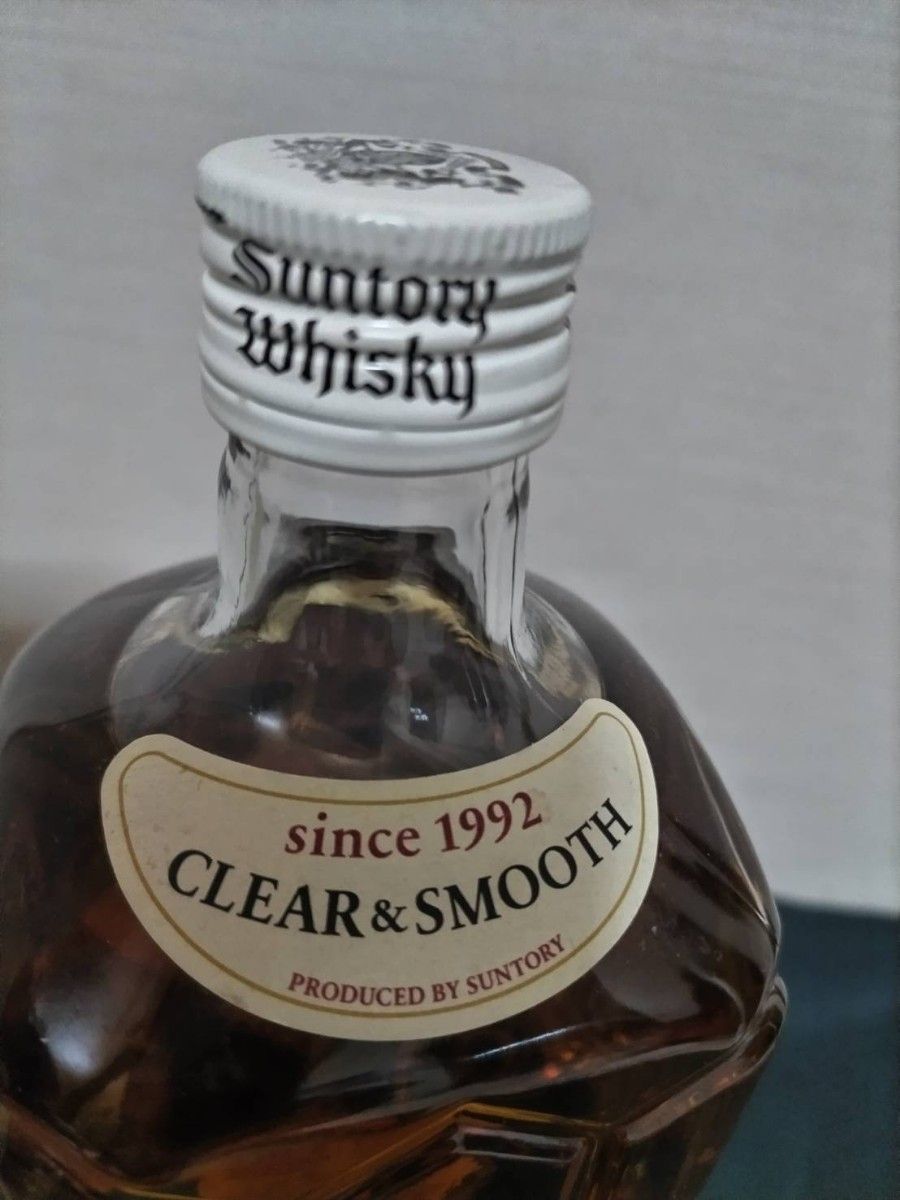 Suntory
Whisky
since 1992
CLEAR & SMOOTH
PRODUCED BY SUNTORY